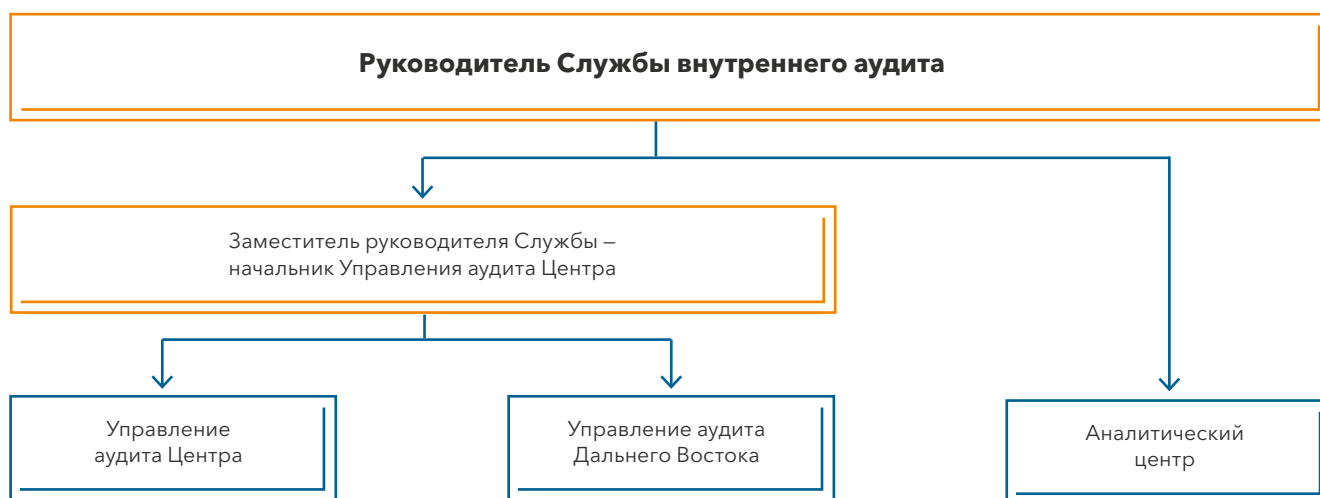 Руководитель Службы внутреннего аудита
Заместитель руководителя Службы —
начальник Управления аудита Центра
Управление
аудита Центра
Управление аудита
Дальнего Востока
Аналитический
центр